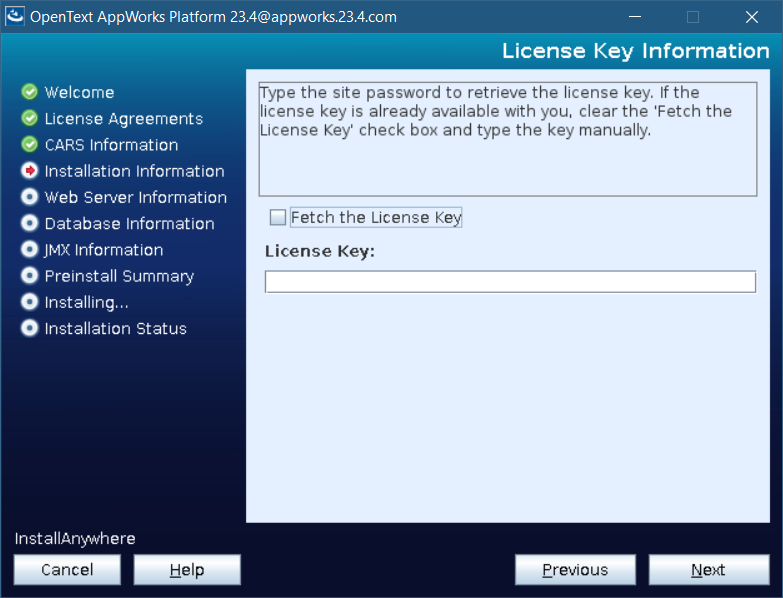 OpenText AppWorks Platform 23.4@appworks.23.4.com
License Key Information
Welcome
License Agreements
CARS Information
Installation Information
Web Server Information
Database Information
JMX Information
Preinstall Summary
Installing...
Installation Status
Type the site password to retrieve the license key. If the
license key is already available with you, clear the 'Fetch the
License Key' check box and type the key manually.
Fetch the License Key
License Key:
InstallAnywhere
Cancel
Help
Previous
Next